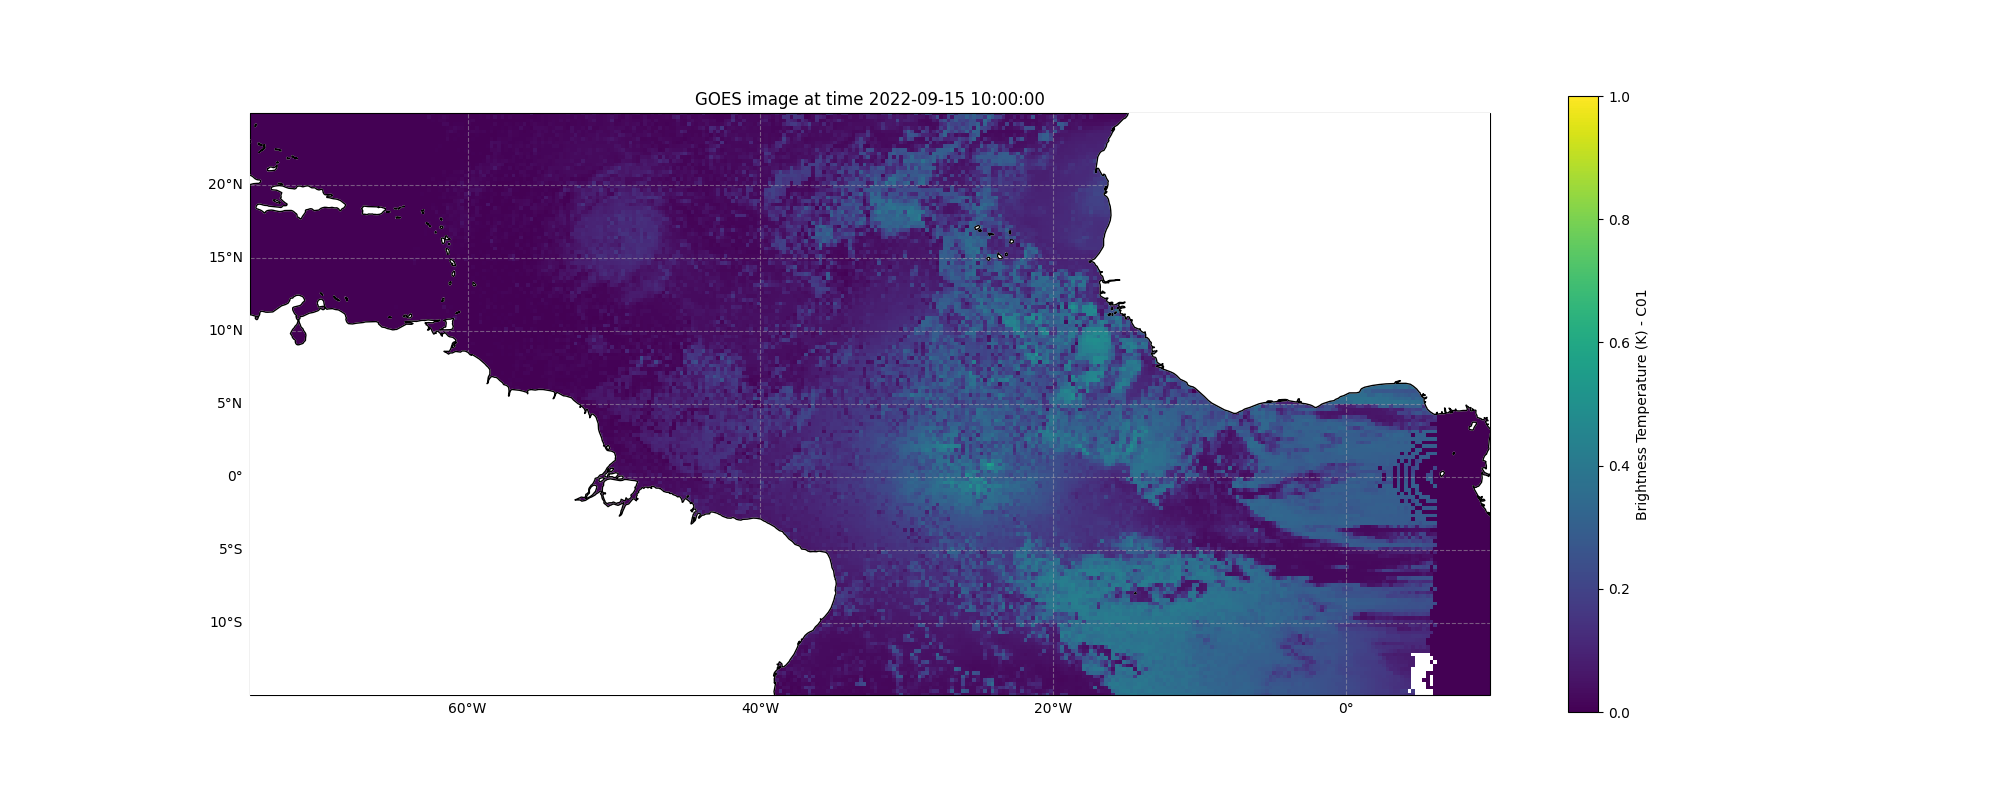 GOES image at time 2022-09-15 10:00:00
20°N
15°N
10°N
5°N
0°
5°S
10°S
60°W
40°W
20°W
0°
1.0
0.8
0.6
0.4
0.2
0.0
Brightness Temperature (K) - C01